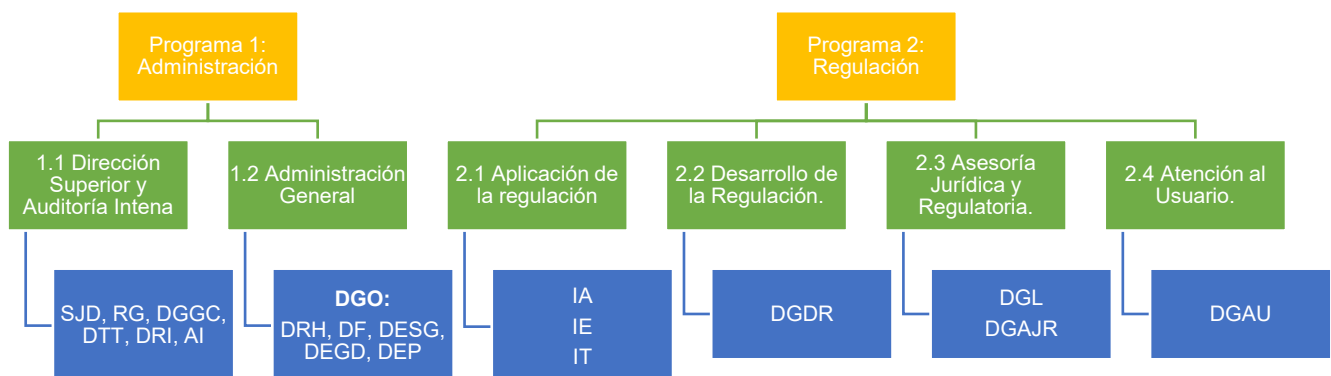 Programa 1:
Administración
Programa 2:
Regulación
1.1 Dirección
Superior y
Auditoría Intena
1.2 Administración
General
2.1 Aplicación de
la regulación
2.2 Desarrollo de
la Regulación.
2.3 Asesoría
Jurídica y
Regulatoria.
2.4 Atención al
Usuario.
SJD, RG, DGGC,
DTT, DRI, AI
DGO:
DRH, DF, DESG,
DEGD, DEP
IA
IE
IT
DGDR
DGL
DGAJR
DGAU